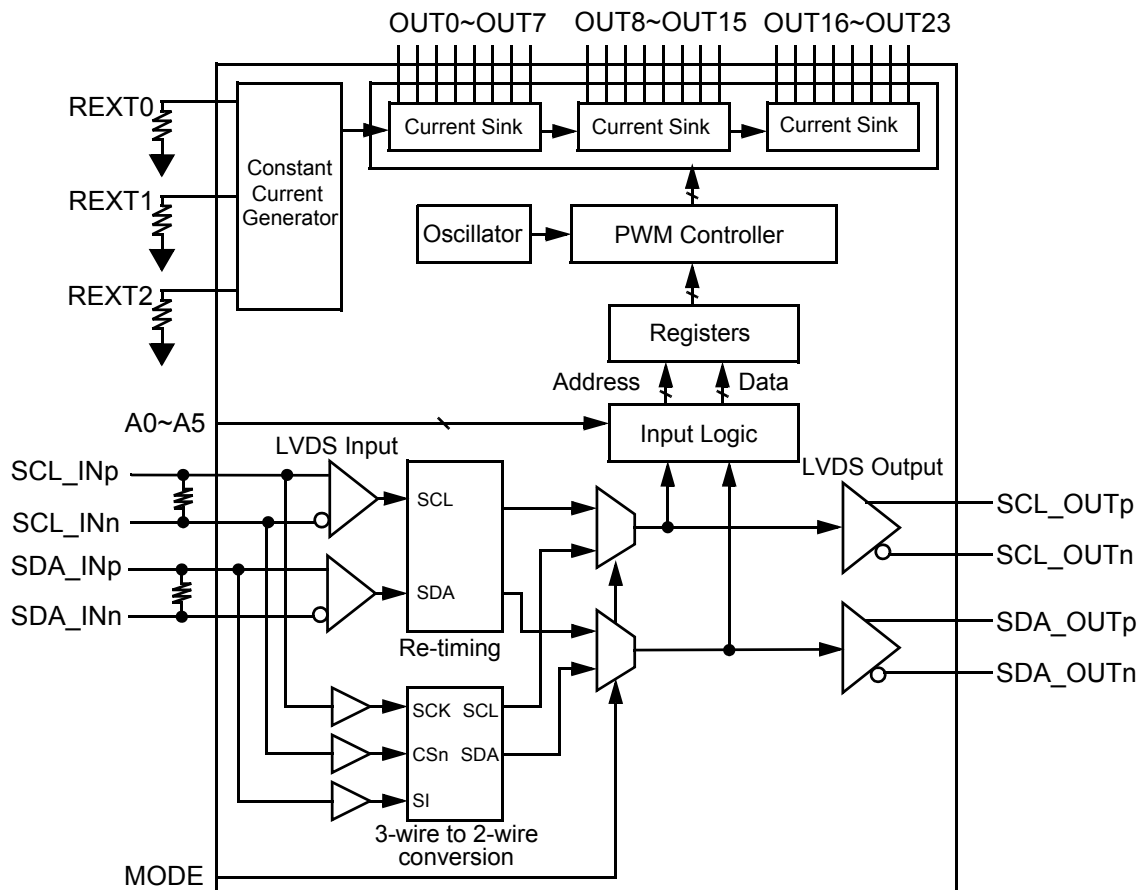 OUT0~OUT7 OUT8~OUT15 OUT16~OUT23
REXT0
REXT1
REXT2
Constant
Current
Generator
Current Sink
Current Sink
Current Sink
Oscillator
PWM Controller
Registers
Address
Data
A0~A5
Input Logic
LVDS Input
LVDS Output
SCL_INp
SCL_INn
SDA_INp
SDA_INn
SCL
SDA
Re-timing
SCL_OUTp
SCL_OUTn
SDA_OUTp
SDA_OUTn
SCK SCL
CSn SDA
SI
3-wire to 2-wire
conversion
MODE